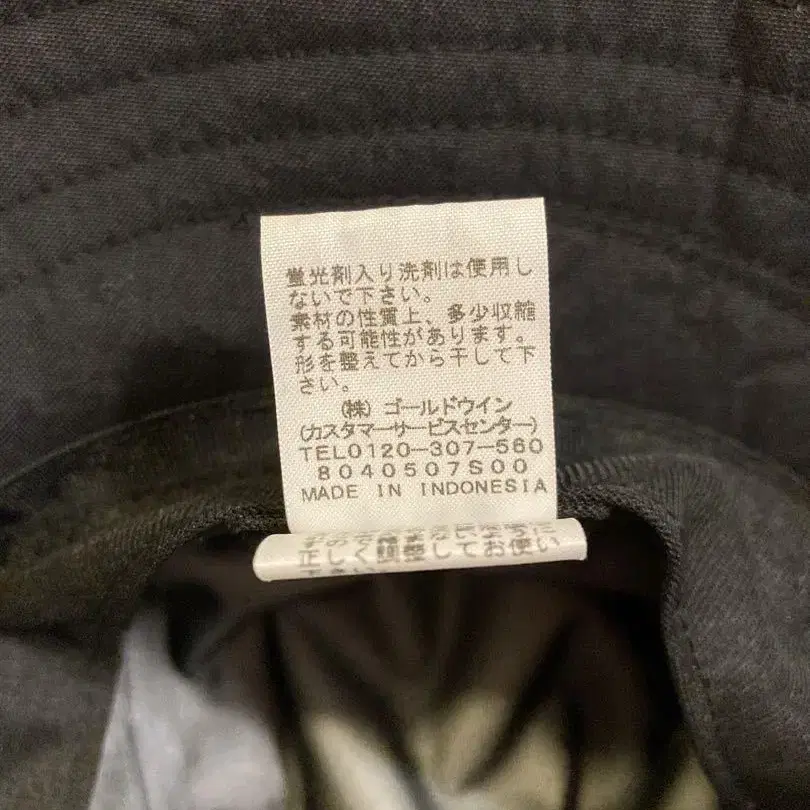 蛍光剤入り洗剤は使用し
ないで下さい。
素材の性質上、多少収縮
する可能性があります。
形を整えてから干して下
さい。
(株) ゴールドウイン
(カスタマーサービスセンター)
TEL0120-307-560
8040507S00
MADE IN INDONESIA
正しく調整してお使い